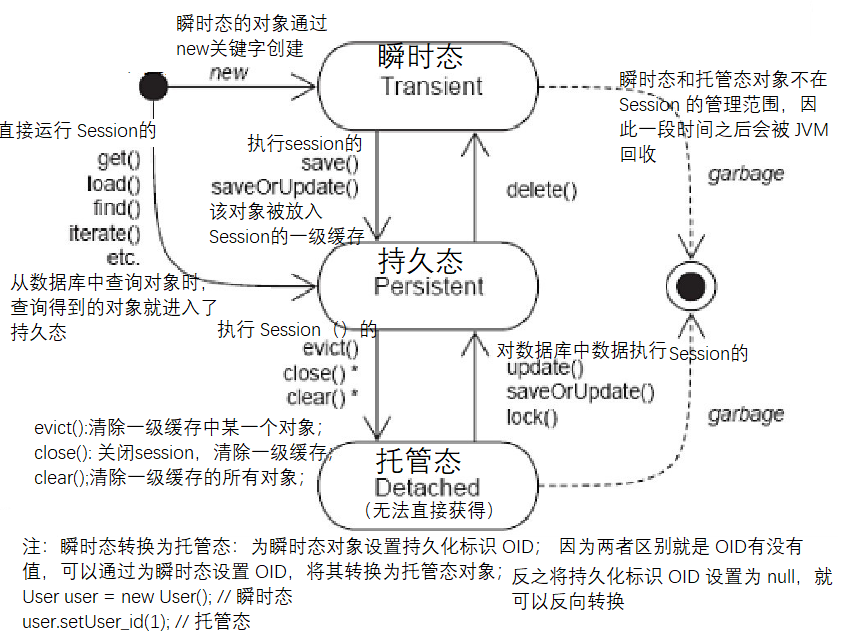 瞬时态的对象通过
new关键字创建
new
瞬时态
Transient
瞬时态和托管态对象不在
Session 的管理范围，因
此一段时间之后会被 JVM
回收
garbage
直接运行 Session的
get()
load()
find()
iterate()
etc.
从数据库中查询对象时，
查询得到的对象就进入了
持久态
执行session的
save()
saveOrUpdate()
该对象被放入
Session的一级缓存
delete()
持久态
Persistent
执行 Session（）的
evict()
close() *
clear() *
对数据库中数据执行Session的
update()
saveOrUpdate()
lock()
garbage
evict():清除一级缓存中某一个对象；
close(): 关闭session，清除一级缓存；
clear();清除一级缓存的所有对象；
托管态
Detached
（无法直接获得）
注：瞬时态转换为托管态：为瞬时态对象设置持久化标识 OID； 因为两者区别就是 OID有没有
值，可以通过为瞬时态设置 OID，将其转换为托管态对象；
User user = new User(); // 瞬时态
user.setUser_id(1); // 托管态
反之将持久化标识 OID 设置为 null，就
可以反向转换